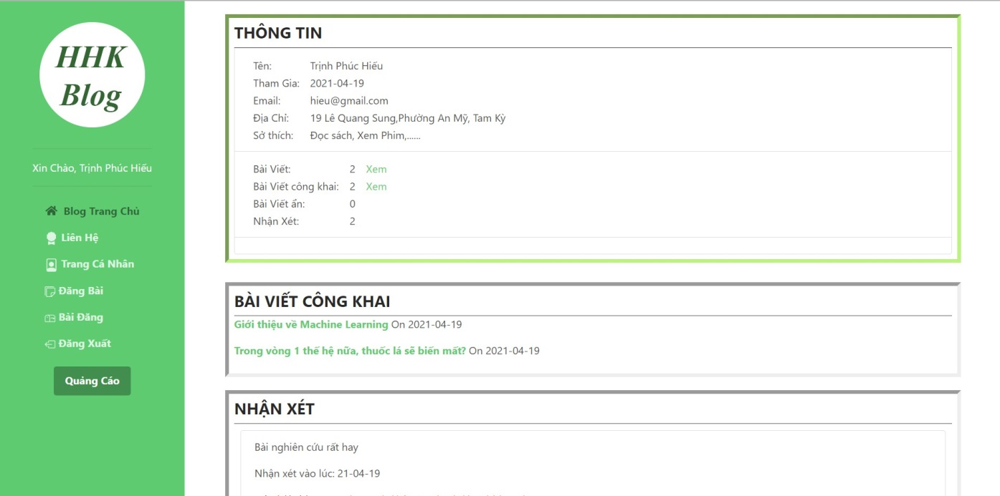 HHK
Blog
Xin Chào, Trịnh Phúc Hiếu
Blog Trang Chủ
Liên Hệ
Trang Cá Nhân
Đăng Bài
Bài Đăng
Đăng Xuất
Quảng Cáo
THÔNG TIN
Tên: Trịnh Phúc Hiếu
Tham Gia: 2021-04-19
Email: hieu@gmail.com
Địa Chỉ: 19 Lê Quang Sung,Phường An Mỹ, Tam Kỳ
Sở thích: Đọc sách, Xem Phim,......
Bài Viết: 2 Xem
Bài Viết công khai: 2 Xem
Bài Viết ẩn: 0
Nhận Xét: 2
BÀI VIẾT CÔNG KHAI
Giới thiệu về Machine Learning On 2021-04-19
Trong vòng 1 thế hệ nữa, thuốc lá sẽ biến mất? On 2021-04-19
NHẬN XÉT
Bài nghiên cứu rất hay
Nhận xét vào lúc: 21-04-19